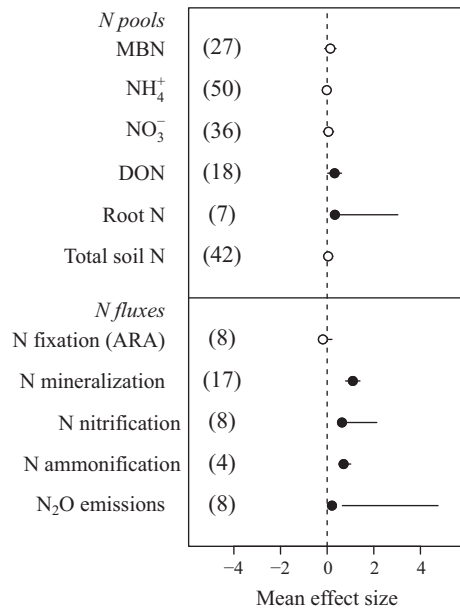 N pools
MBN (27)
NH₄⁺ (50)
NO₃⁻ (36)
DON (18)
Root N (7)
Total soil N (42)
N fluxes
N fixation (ARA) (8)
N mineralization (17)
N nitrification (8)
N ammonification (4)
N₂O emissions (8)
−4 −2 0 2 4
Mean effect size